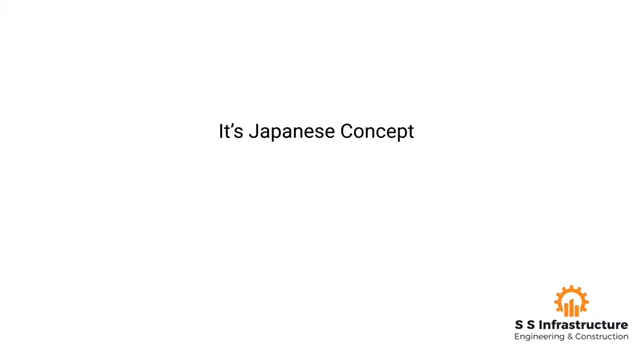 It's Japanese Concept
S S Infrastructure
Engineering & Construction